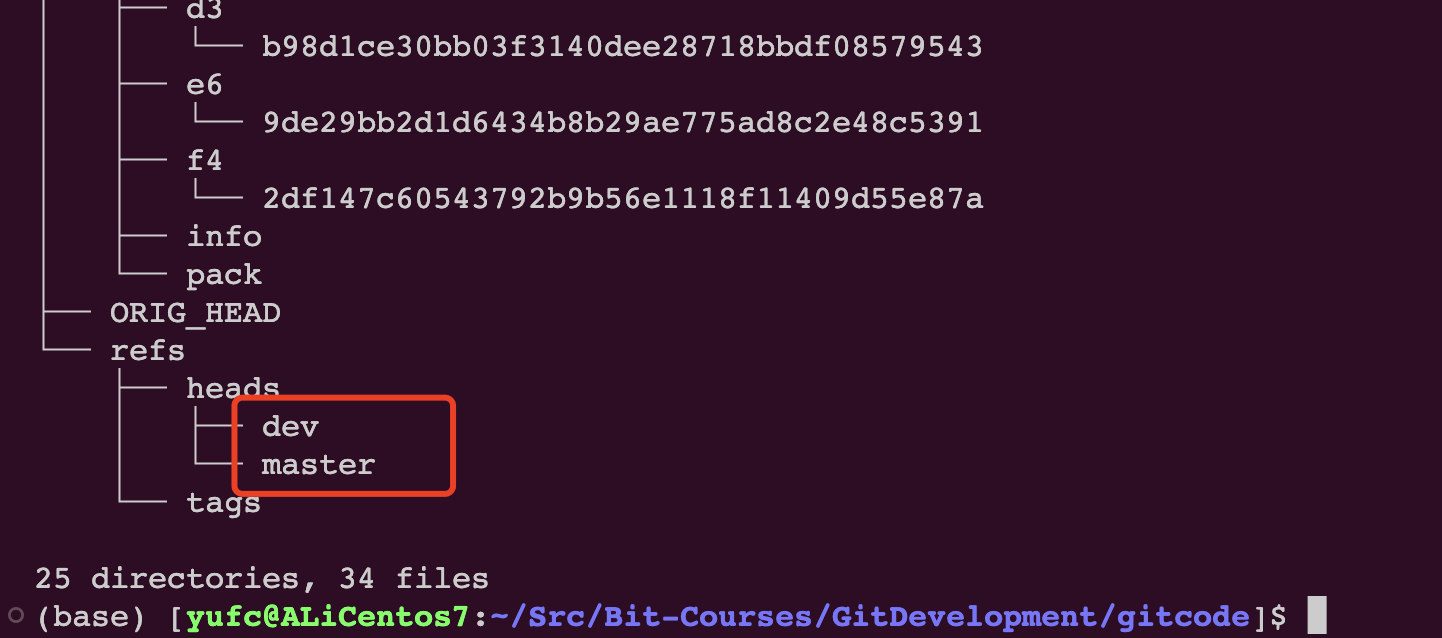 d3
b98d1ce30bb03f3140dee28718bbdf08579543
e6
9de29bb2d1d6434b8b29ae775ad8c2e48c5391
f4
2df147c60543792b9b56e1118f11409d55e87a
info
pack
ORIG_HEAD
refs
heads
dev
master
tags
25 directories, 34 files
(base) [yufc@ALiCentos7:~/Src/Bit-Courses/GitDevelopment/gitcode]$